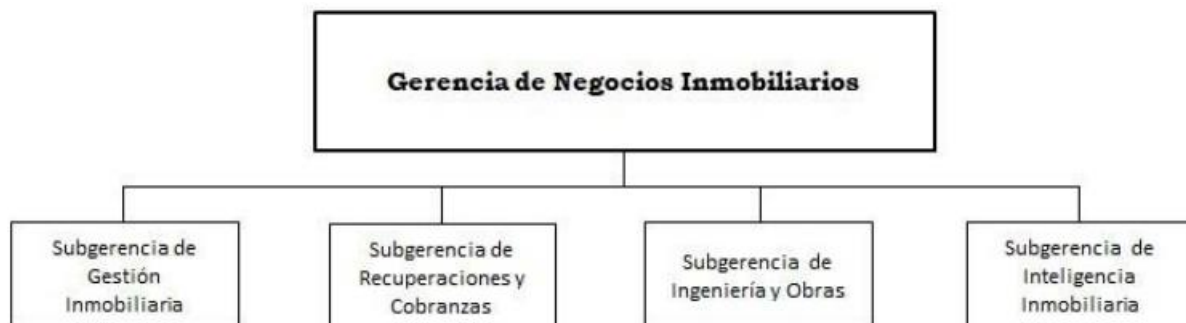 Gerencia de Negocios Inmobiliarios
Subgerencia de
Gestión
Inmobiliaria
Subgerencia de
Recuperaciones y
Cobranzas
Subgerencia de
Ingeniería y Obras
Subgerencia de
Inteligencia
Inmobiliaria